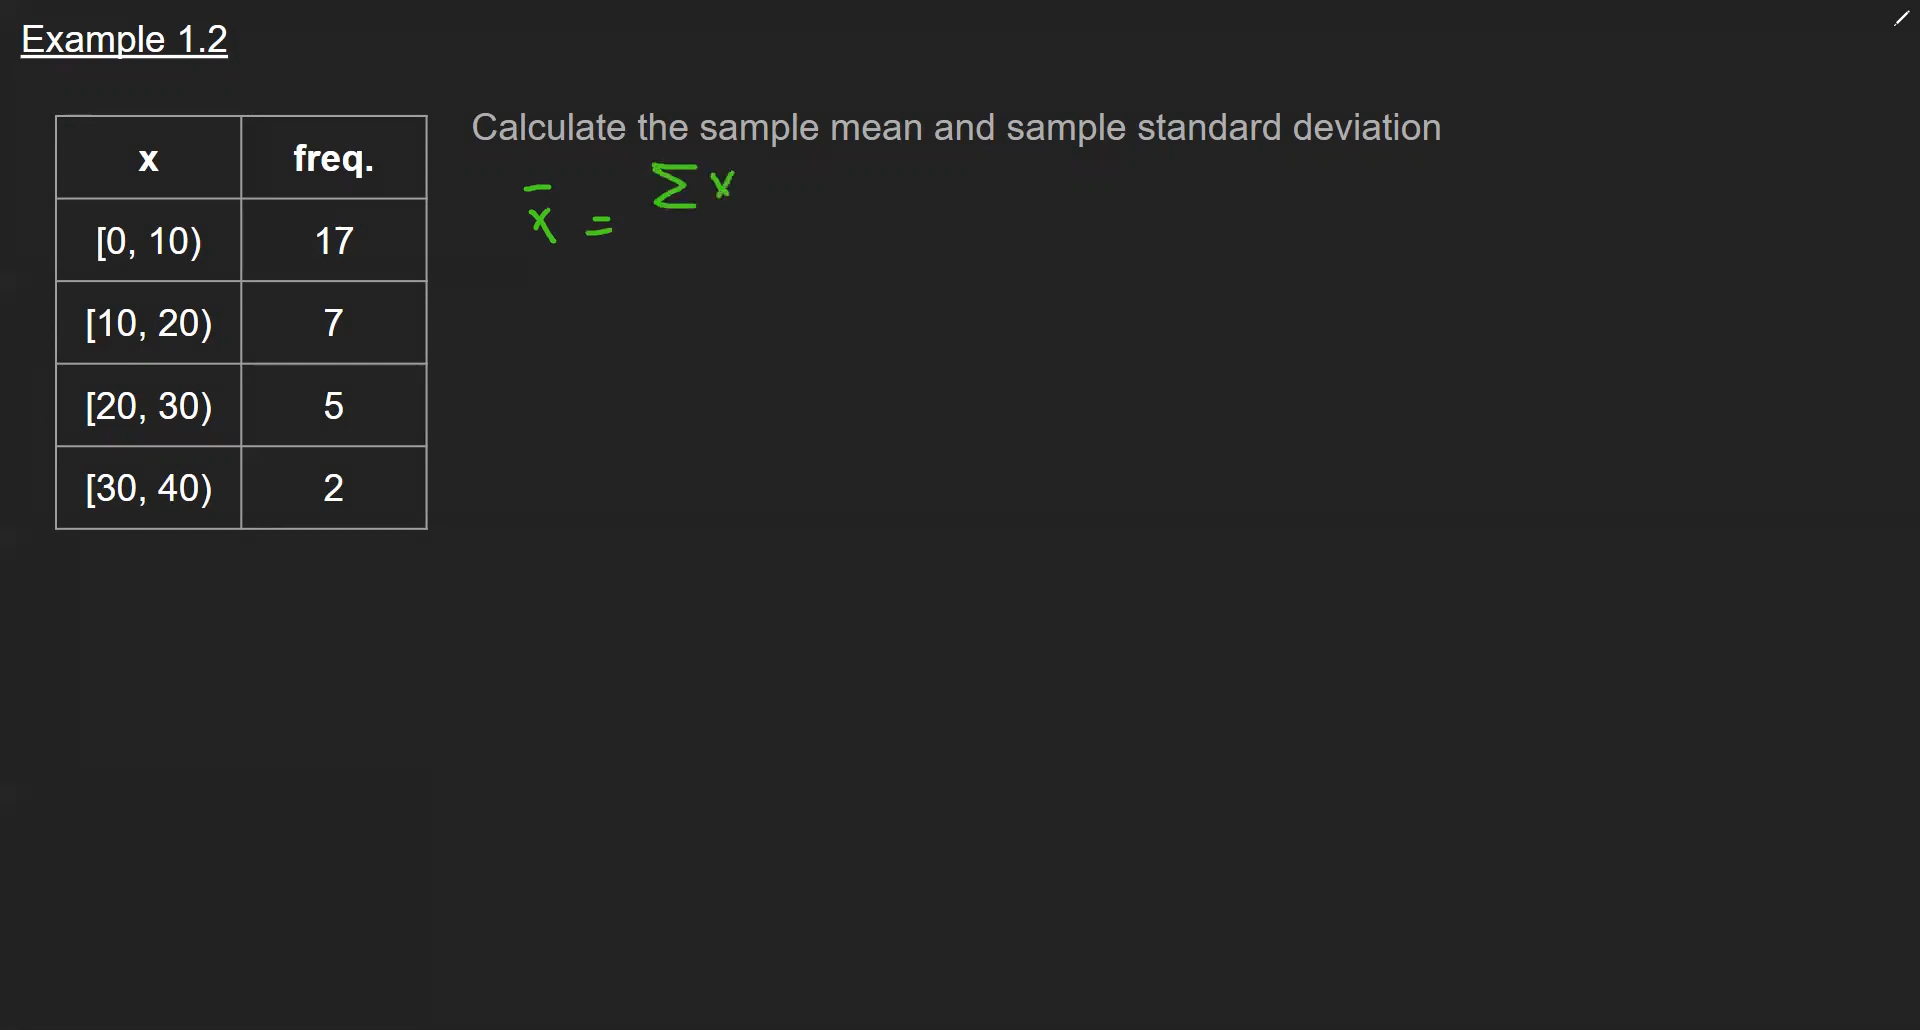 Example 1.2
Calculate the sample mean and sample standard deviation
x freq.
[0, 10) 17
[10, 20) 7
[20, 30) 5
[30, 40) 2
x̄ = Σx